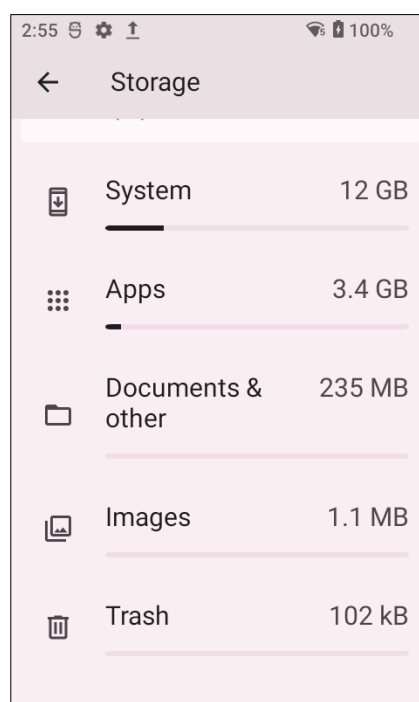 2:55 100%
Storage
System 12 GB
Apps 3.4 GB
Documents & 235 MB
other
Images 1.1 MB
Trash 102 kB